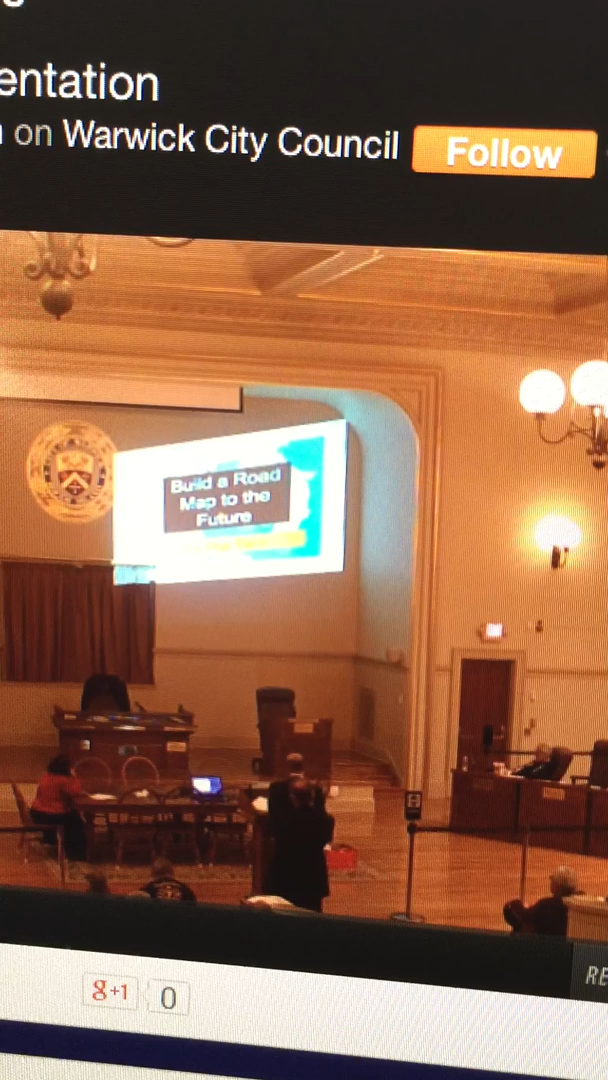 entation
on Warwick City Council
Follow
Build a Road
Map to the
Future
g+1
0
RE